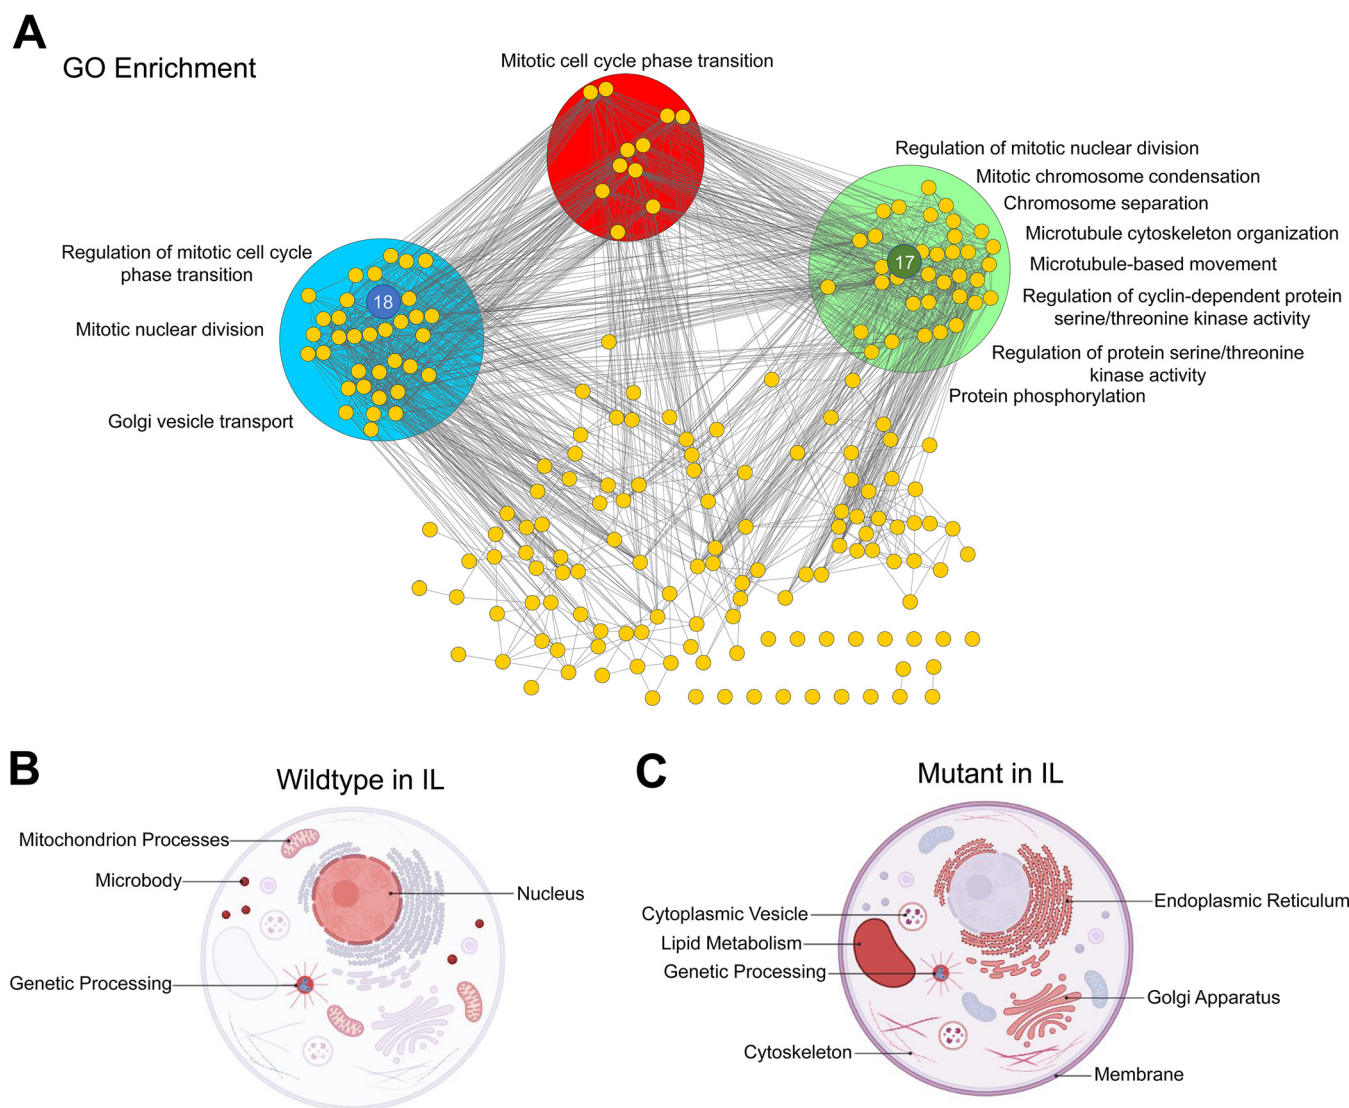 A
GO Enrichment
Mitotic cell cycle phase transition
Regulation of mitotic nuclear division
Mitotic chromosome condensation
Chromosome separation
Microtubule cytoskeleton organization
Microtubule-based movement
Regulation of cyclin-dependent protein
serine/threonine kinase activity
Regulation of protein serine/threonine
kinase activity
Protein phosphorylation
17
Regulation of mitotic cell cycle
phase transition
18
Mitotic nuclear division
Golgi vesicle transport
B
Wildtype in IL
Mitochondrion Processes
Microbody
Nucleus
Genetic Processing
C
Mutant in IL
Cytoplasmic Vesicle
Lipid Metabolism
Genetic Processing
Cytoskeleton
Endoplasmic Reticulum
Golgi Apparatus
Membrane